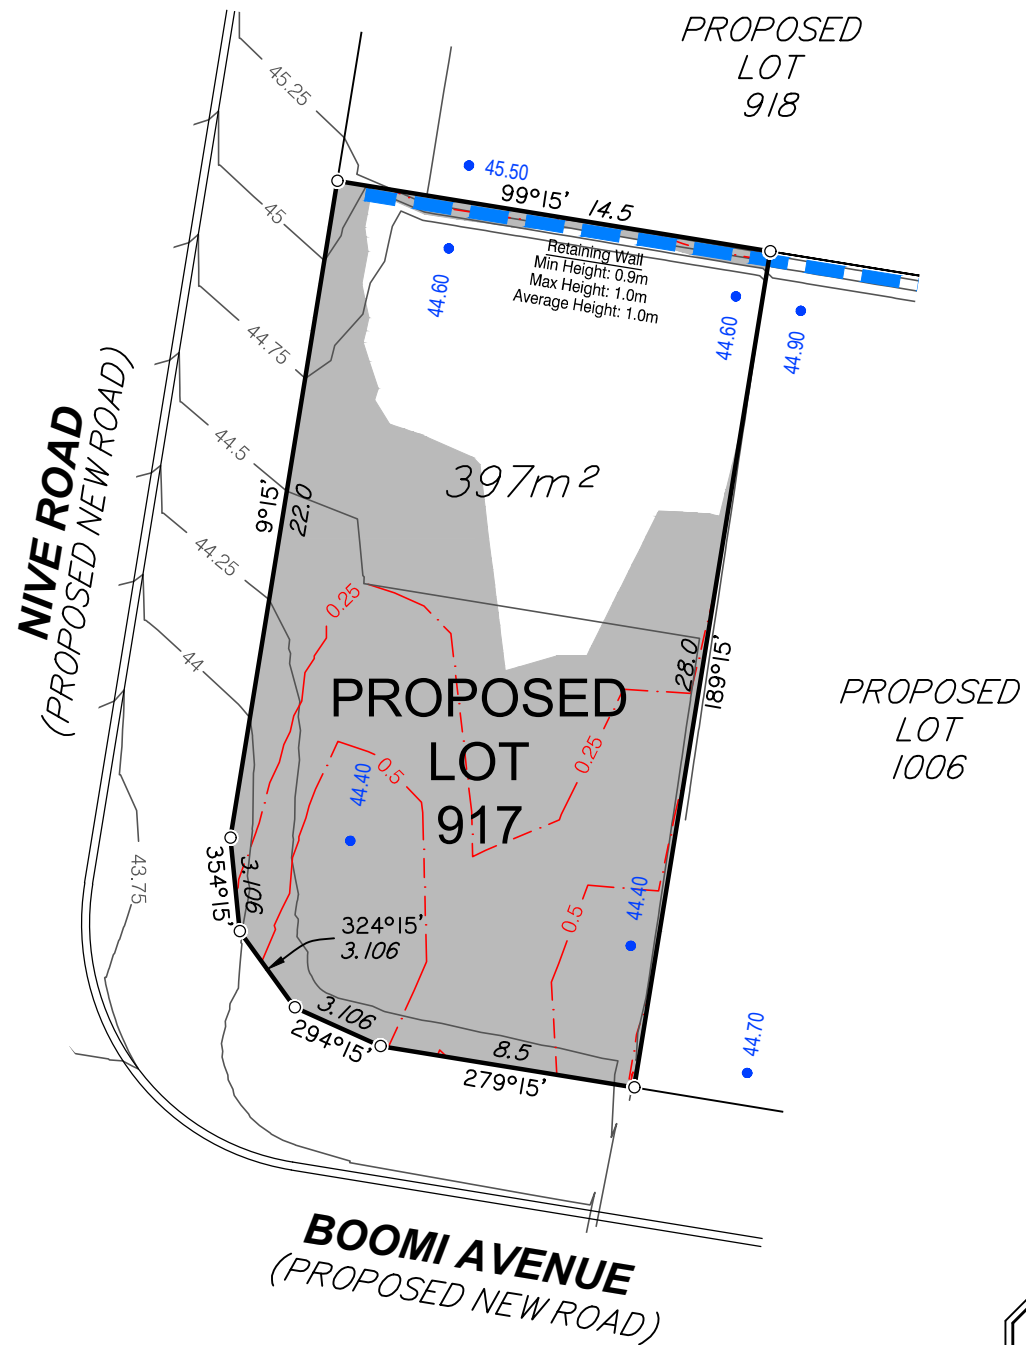 PROPOSED
LOT
918
45.25
45.50
99°15'
14.5
45
Retaining Wall
Min Height: 0.9m
Max Height: 1.0m
Average Height: 1.0m
44.60
44.60
44.90
44.75
NIVE ROAD
(PROPOSED NEW ROAD)
44.5
397m²
9°15'
22.0
44.25
0.25
44
28.0
189°15'
PROPOSED
LOT
917
PROPOSED
LOT
1006
0.25
0.5
44.40
43.75
354°15'
3.106
44.40
0.5
324°15'
3.106
3.106
294°15'
8.5
279°15'
44.70
BOOMI AVENUE
(PROPOSED NEW ROAD)